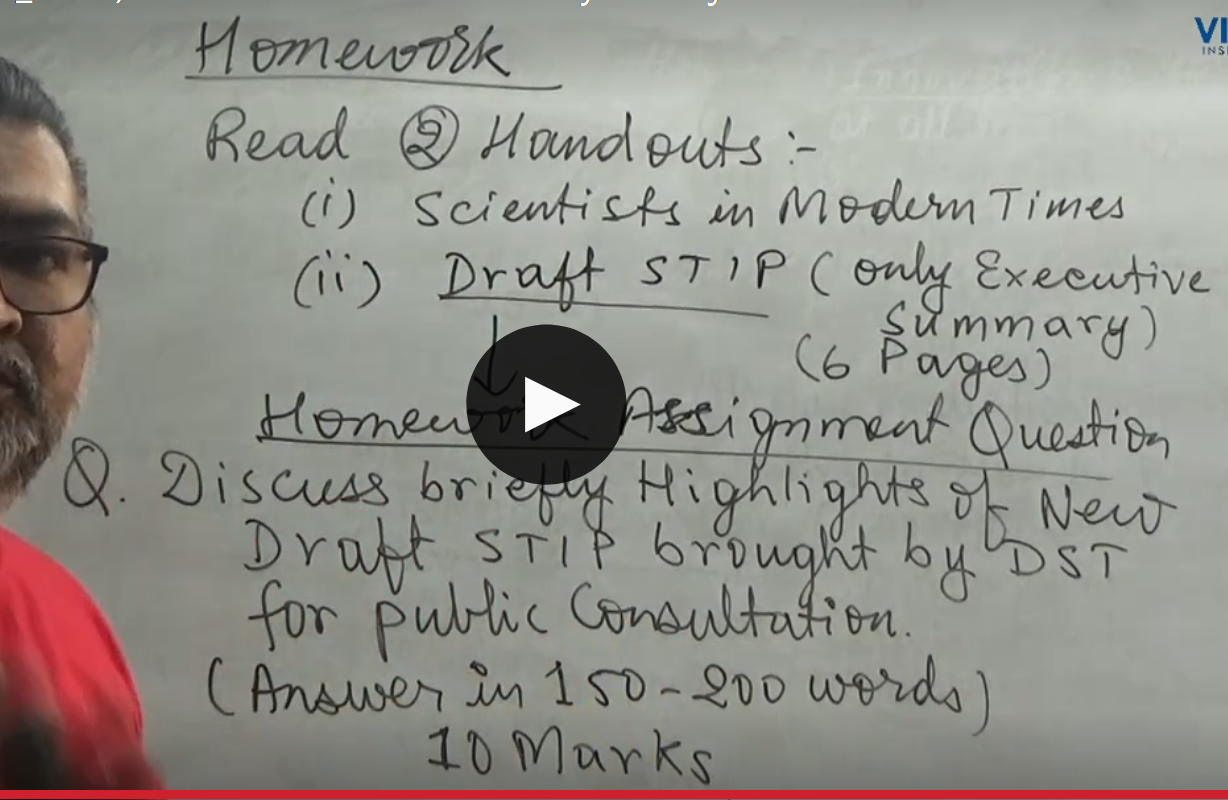 Homework
Read ② Handouts :-
(i) Scientists in Modern Times
(ii) Draft STIP (only Executive
Summary)
(6 Pages)
Homework Assignment Question
Q. Discuss briefly Highlights of New
Draft STIP brought by DST
for public Consultation.
(Answer in 150-200 words)
10 Marks
VI
INS